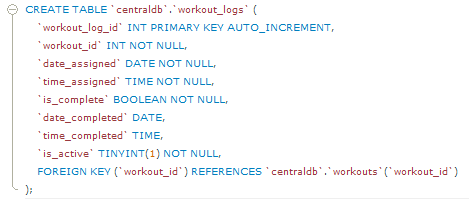 CREATE TABLE `centraldb`.`workout_logs` (
`workout_log_id` INT PRIMARY KEY AUTO_INCREMENT,
`workout_id` INT NOT NULL,
`date_assigned` DATE NOT NULL,
`time_assigned` TIME NOT NULL,
`is_complete` BOOLEAN NOT NULL,
`date_completed` DATE,
`time_completed` TIME,
`is_active` TINYINT(1) NOT NULL,
FOREIGN KEY (`workout_id`) REFERENCES `centraldb`.`workouts`(`workout_id`)
);